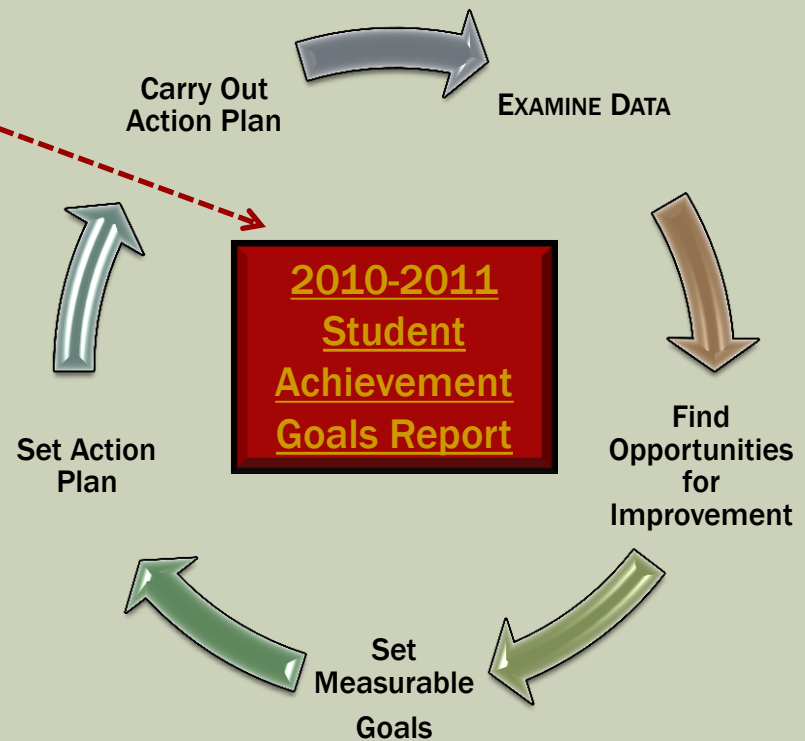 Carry Out
Action Plan
EXAMINE DATA
2010-2011
Student
Achievement
Goals Report
Set Action
Plan
Find
Opportunities
for
Improvement
Set
Measurable
Goals